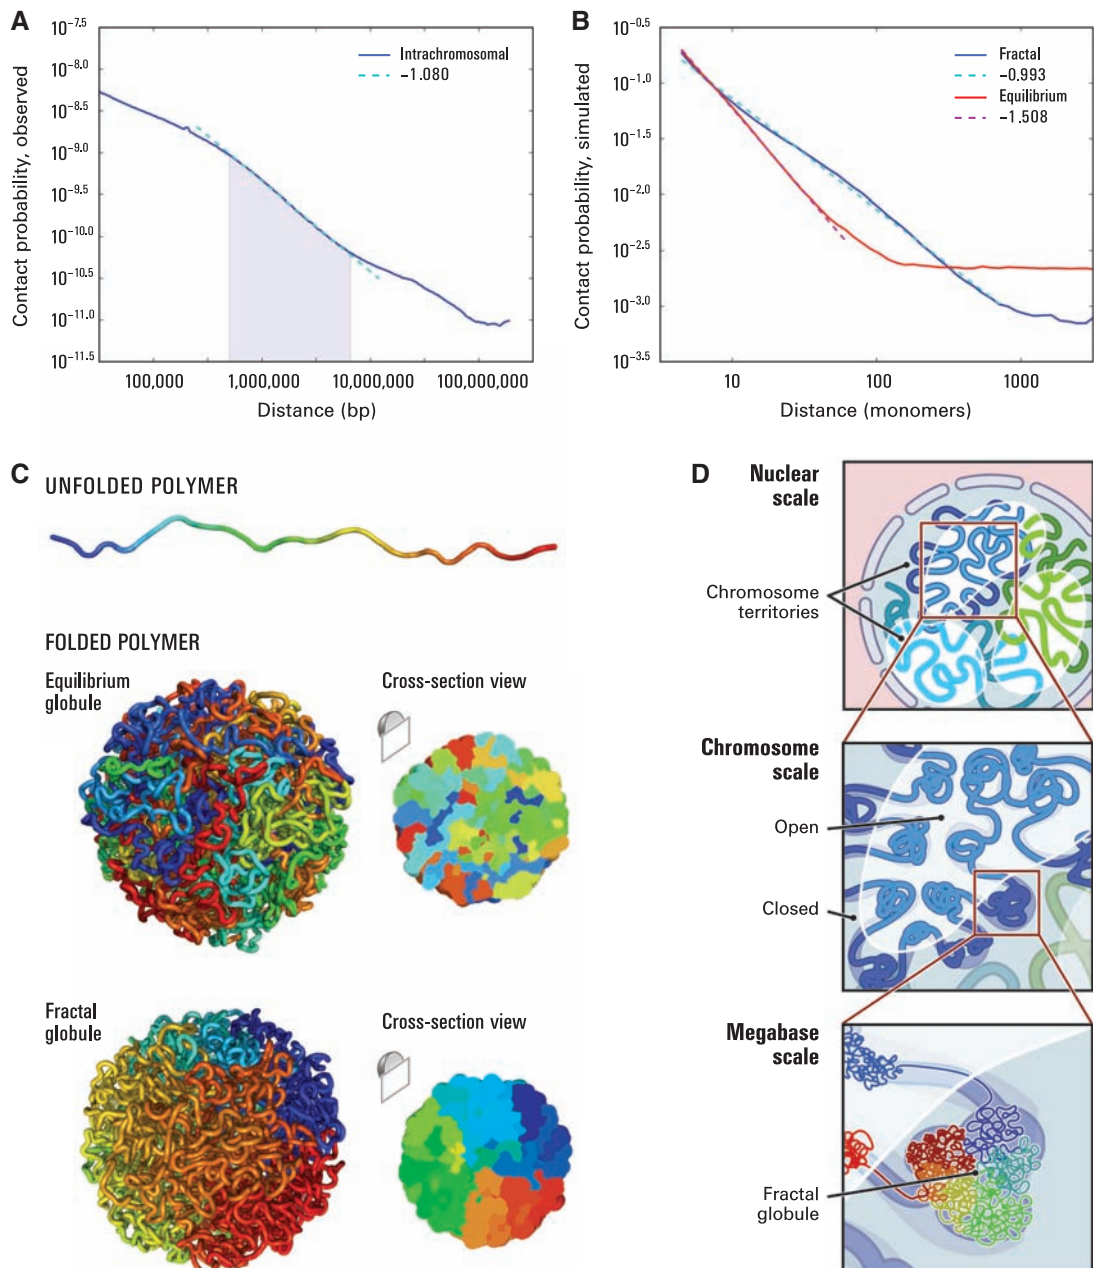 A
Contact probability, observed
10^−7.5
10^−8.0
10^−8.5
10^−9.0
10^−9.5
10^−10.0
10^−10.5
10^−11.0
10^−11.5
Intrachromosomal
−1.080
100,000
1,000,000
10,000,000
100,000,000
Distance (bp)
B
Contact probability, simulated
10^−0.5
10^−1.0
10^−1.5
10^−2.0
10^−2.5
10^−3.0
10^−3.5
Fractal
−0.993
Equilibrium
−1.508
10
100
1000
Distance (monomers)
C
UNFOLDED POLYMER
FOLDED POLYMER
Equilibrium
globule
Cross-section view
Fractal
globule
Cross-section view
D
Nuclear
scale
Chromosome
territories
Chromosome
scale
Open
Closed
Megabase
scale
Fractal
globule